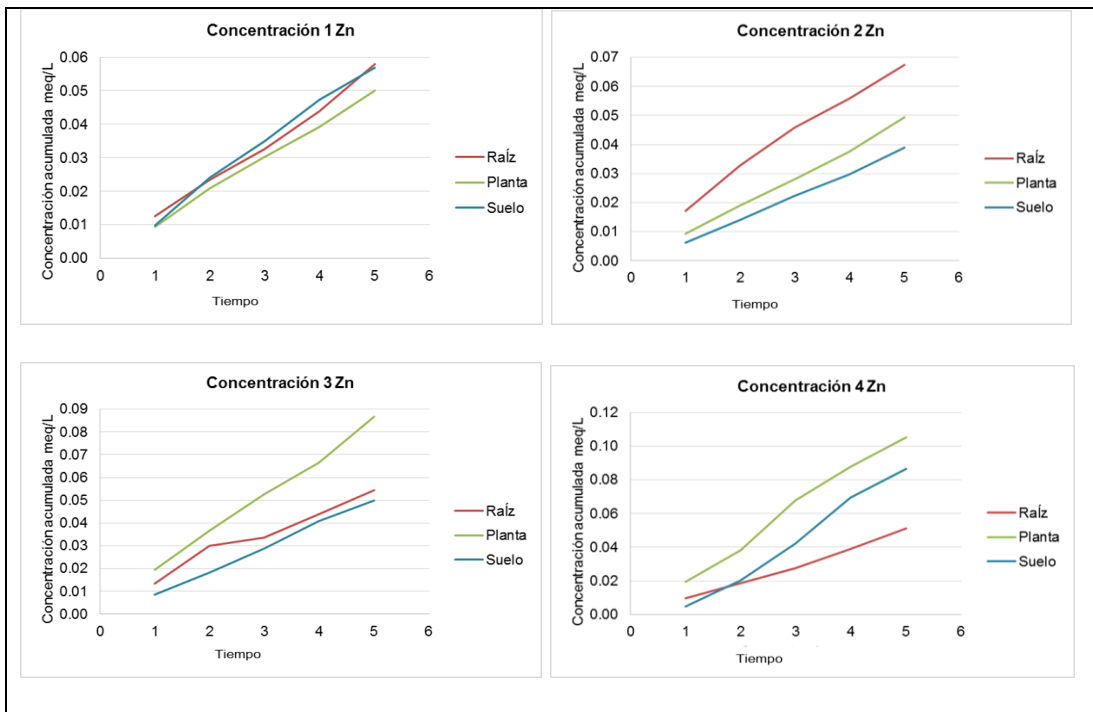 Concentración 1 Zn
Concentración acumulada meq/L
0.06
0.05
0.04
0.03
0.02
0.01
0.00
0 1 2 3 4 5 6
Tiempo
Raíz
Planta
Suelo
Concentración 2 Zn
Concentración acumulada meq/L
0.07
0.06
0.05
0.04
0.03
0.02
0.01
0.00
0 1 2 3 4 5 6
Tiempo
Raíz
Planta
Suelo
Concentración 3 Zn
Concentración acumulada meq/L
0.09
0.08
0.07
0.06
0.05
0.04
0.03
0.02
0.01
0.00
0 1 2 3 4 5 6
Tiempo
Raíz
Planta
Suelo
Concentración 4 Zn
Concentración acumulada meq/L
0.12
0.10
0.08
0.06
0.04
0.02
0.00
0 1 2 3 4 5 6
Tiempo
Raíz
Planta
Suelo